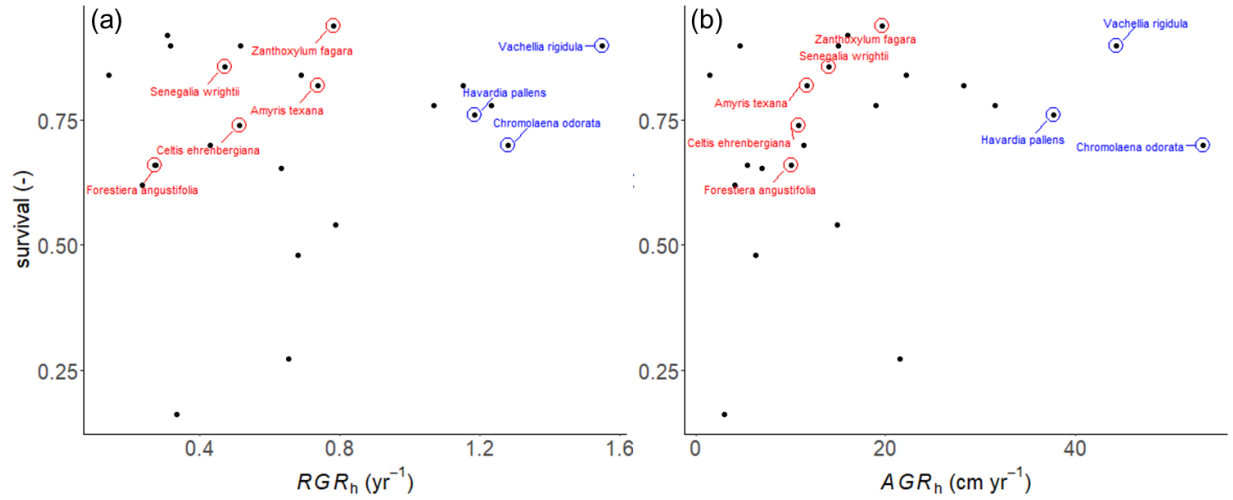 (a)
Zanthoxylum fagara
Vachellia rigidula
Senegalia wrightii
Amyris texana
Havardia pallens
Chromolaena odorata
Celtis ehrenbergiana
Forestiera angustifolia
survival (-)
0.75
0.50
0.25
0.4 0.8 1.2 1.6
RGRh (yr−1)
(b)
Vachellia rigidula
Zanthoxylum fagara
Senegalia wrightii
Amyris texana
Celtis ehrenbergiana
Havardia pallens
Chromolaena odorata
Forestiera angustifolia
0.75
0.50
0.25
0 20 40
AGRh (cm yr−1)